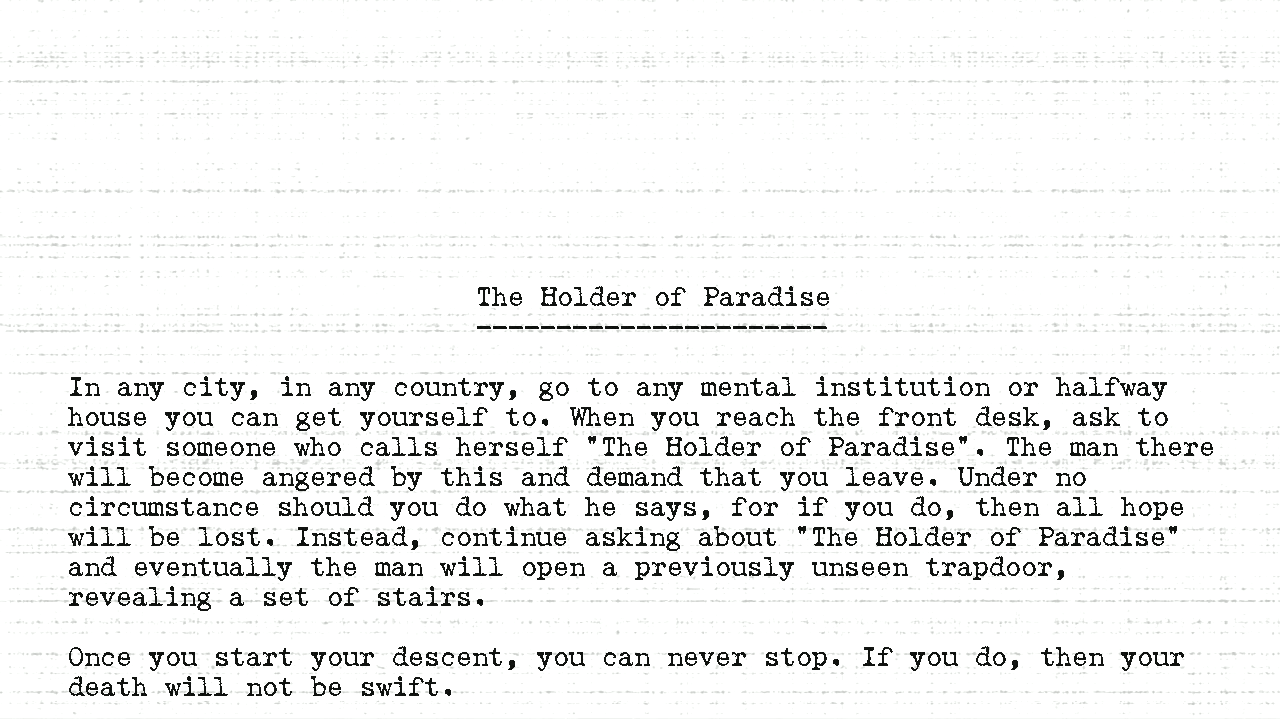 The Holder of Paradise
----------------------
In any city, in any country, go to any mental institution or halfway
house you can get yourself to. When you reach the front desk, ask to
visit someone who calls herself "The Holder of Paradise". The man there
will become angered by this and demand that you leave. Under no
circumstance should you do what he says, for if you do, then all hope
will be lost. Instead, continue asking about "The Holder of Paradise"
and eventually the man will open a previously unseen trapdoor,
revealing a set of stairs.
Once you start your descent, you can never stop. If you do, then your
death will not be swift.